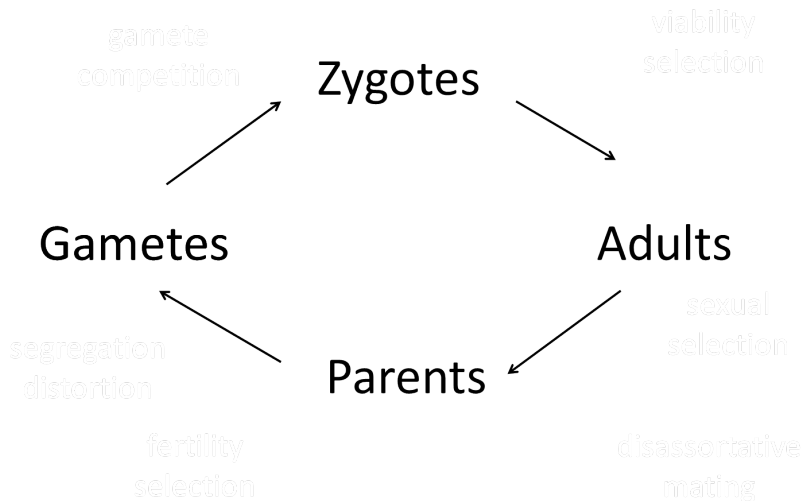 gamete
competition
viability
selection
Zygotes
Gametes
Adults
sexual
selection
segregation
distortion
Parents
fertility
selection
disassortative
mating